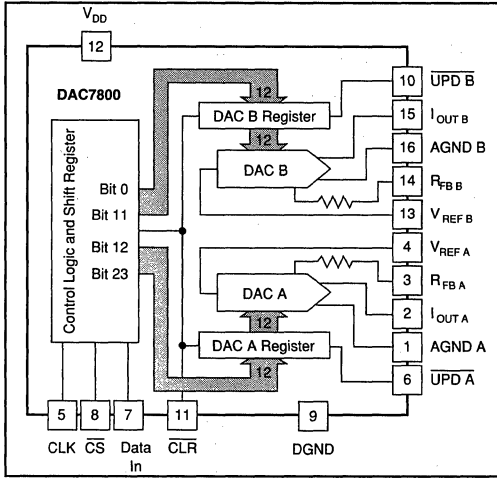 V_DD
12
DAC7800
Control Logic and Shift Register
Bit 0
Bit 11
Bit 12
Bit 23
12
DAC B Register
12
DAC B
DAC A
12
DAC A Register
12
10 UPD B
15 I_OUT B
16 AGND B
14 R_FB B
13 V_REF B
4 V_REF A
3 R_FB A
2 I_OUT A
1 AGND A
6 UPD A
5 8 7 11 9
CLK CS Data In CLR DGND